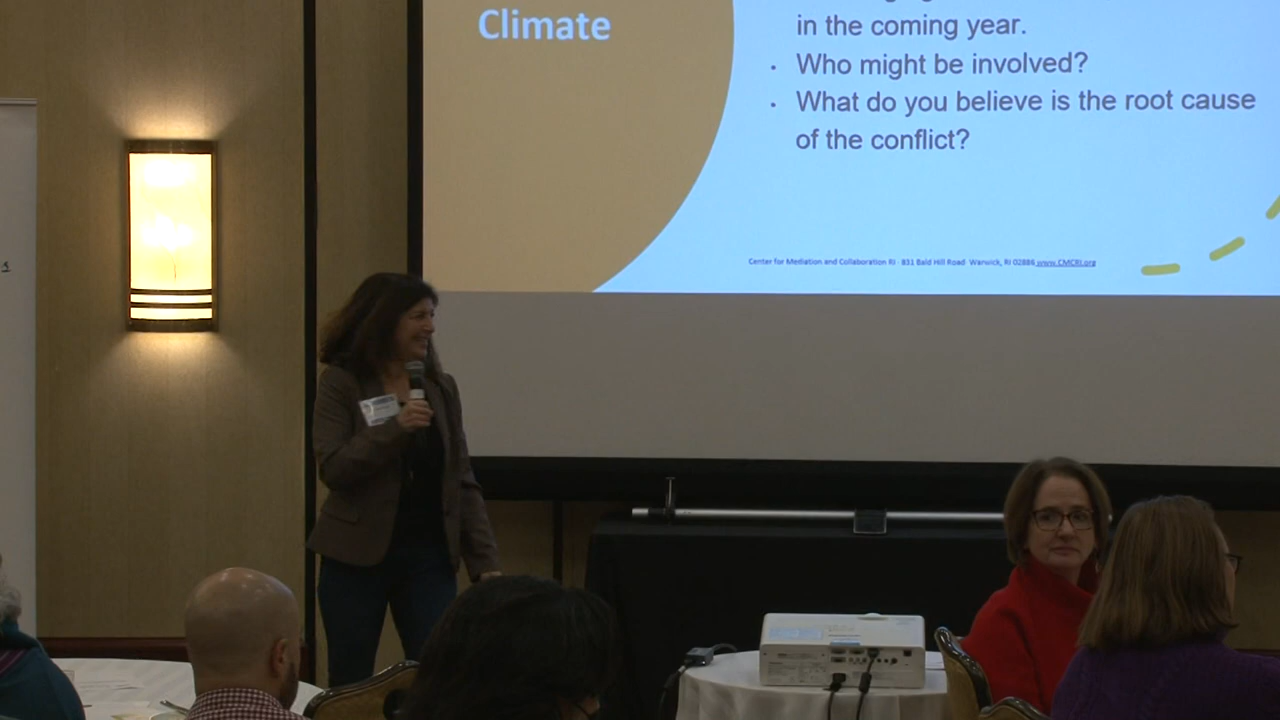 Climate
in the coming year.
· Who might be involved?
· What do you believe is the root cause
of the conflict?
Center for Mediation and Collaboration RI · 831 Bald Hill Road · Warwick, RI 02886 www.CMCRI.org